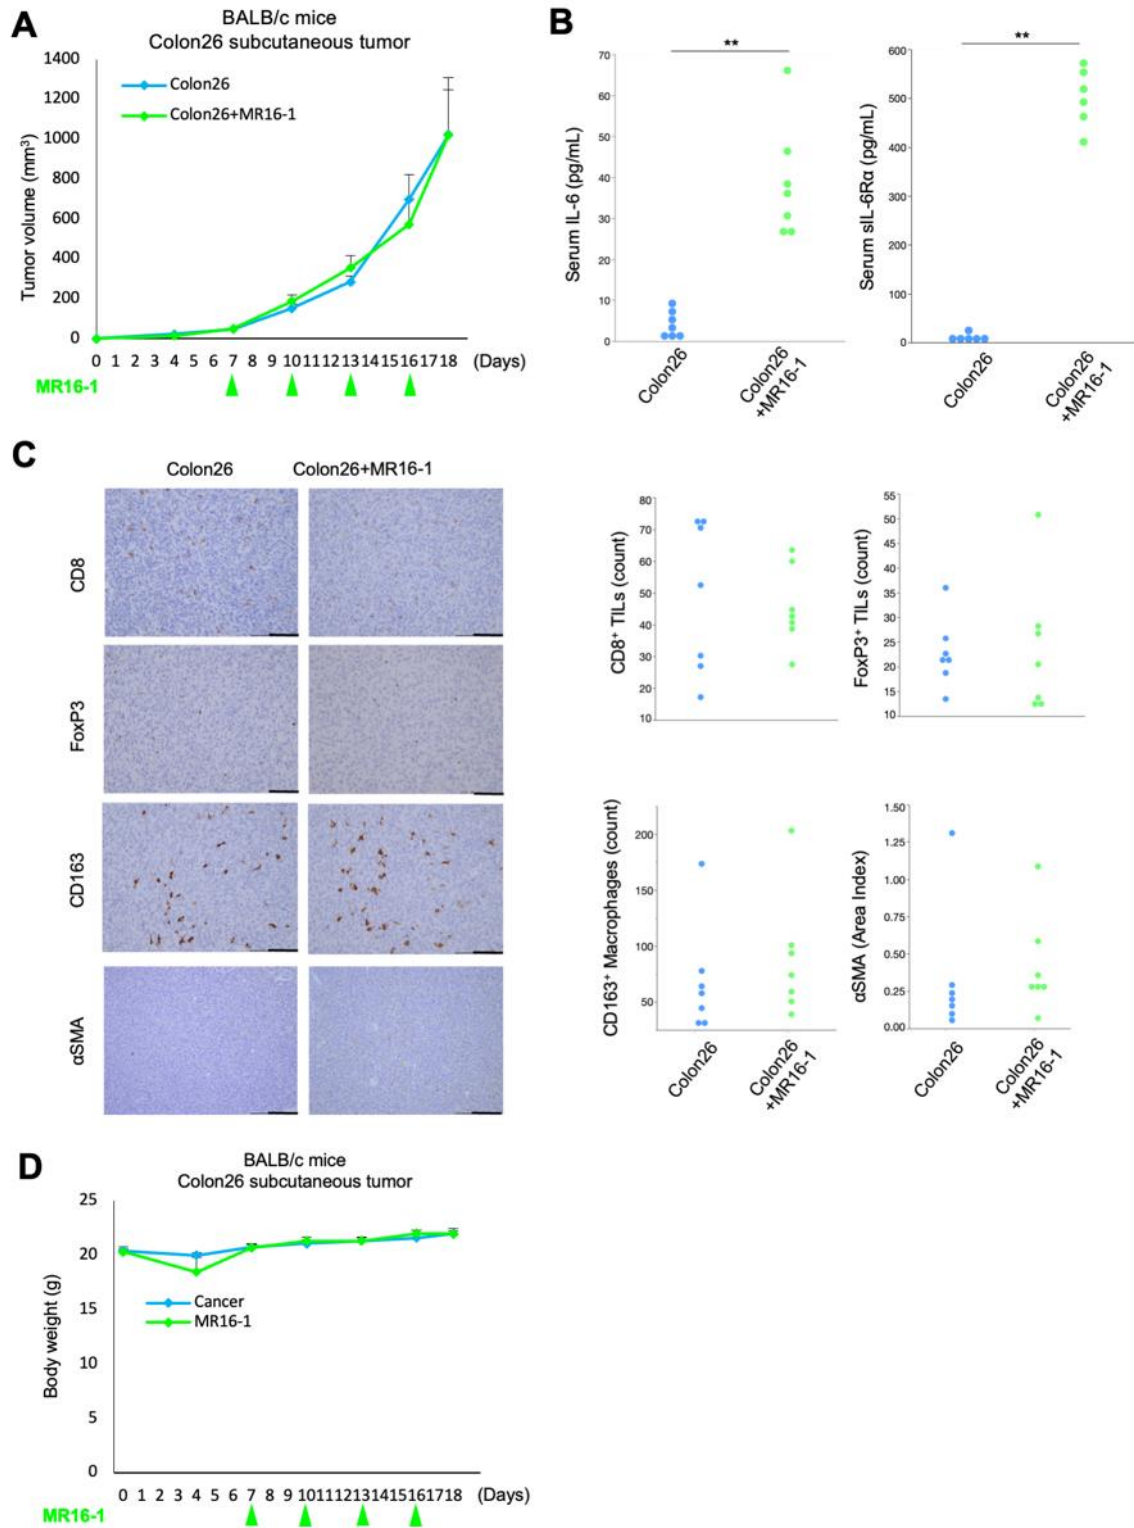 A
BALB/c mice
Colon26 subcutaneous tumor
1400
1200
1000
800
600
400
200
0
Tumor volume (mm³)
Colon26
Colon26+MR16-1
0 1 2 3 4 5 6 7 8 9 10 11 12 13 14 15 16 17 18 (Days)
MR16-1
B
**
70
60
50
40
30
20
10
0
Serum IL-6 (pg/mL)
Colon26
Colon26
+MR16-1
**
600
500
400
300
200
100
0
Serum sIL-6Rα (pg/mL)
Colon26
Colon26
+MR16-1
C
Colon26 Colon26+MR16-1
CD8
FoxP3
CD163
αSMA
80
70
60
50
40
30
20
10
CD8⁺ TILs (count)
55
50
45
40
35
30
25
20
15
10
FoxP3⁺ TILs (count)
200
150
100
50
CD163⁺ Macrophages (count)
Colon26
Colon26
+MR16-1
1.50
1.25
1.00
0.75
0.50
0.25
0.00
αSMA (Area Index)
Colon26
Colon26
+MR16-1
D
BALB/c mice
Colon26 subcutaneous tumor
25
20
15
10
5
0
Body weight (g)
Cancer
MR16-1
0 1 2 3 4 5 6 7 8 9 10 11 12 13 14 15 16 17 18 (Days)
MR16-1